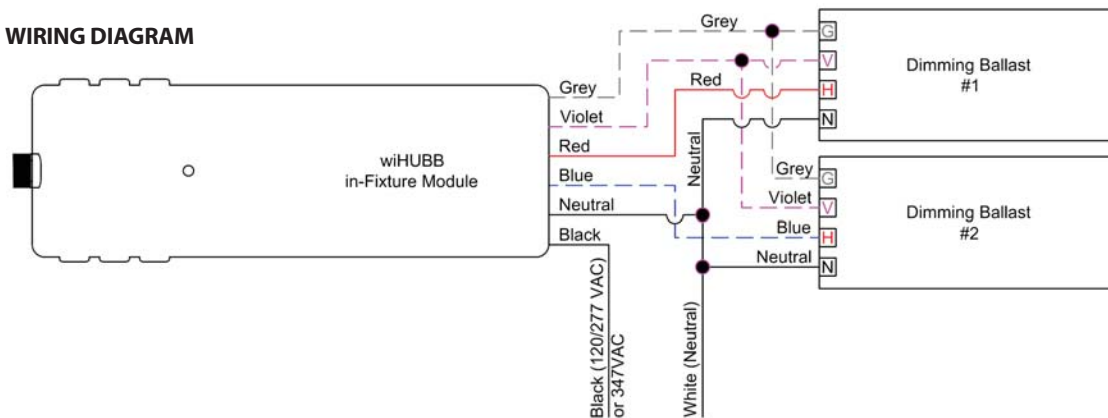 WIRING DIAGRAM
wiHUBB
in-Fixture Module
Grey
Violet
Red
Blue
Neutral
Black
Black (120/277 VAC)
or 347VAC
Grey
Red
Neutral
White (Neutral)
G
V
H
N
Dimming Ballast
#1
Grey
Violet
Blue
Neutral
G
V
H
N
Dimming Ballast
#2